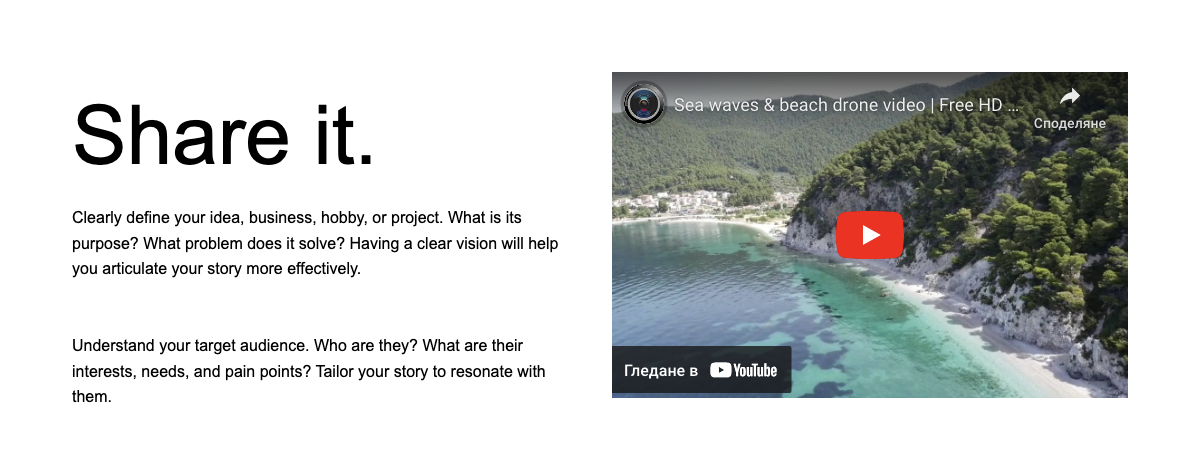 Share it.
Clearly define your idea, business, hobby, or project. What is its
purpose? What problem does it solve? Having a clear vision will help
you articulate your story more effectively.
Understand your target audience. Who are they? What are their
interests, needs, and pain points? Tailor your story to resonate with
them.
Sea waves & beach drone video | Free HD ...
Споделяне
Гледане в YouTube